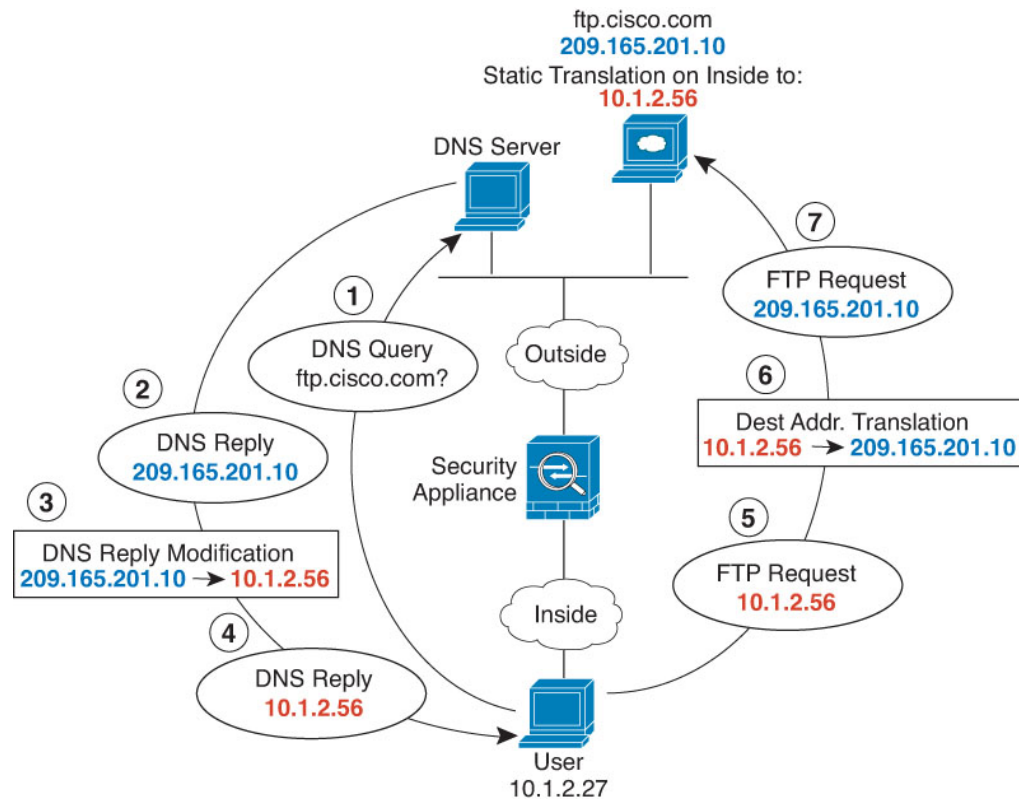 ftp.cisco.com
209.165.201.10
Static Translation on Inside to:
10.1.2.56
DNS Server
7
FTP Request
209.165.201.10
1
DNS Query
ftp.cisco.com?
Outside
2
DNS Reply
209.165.201.10
6
Dest Addr. Translation
10.1.2.56 → 209.165.201.10
Security
Appliance
3
DNS Reply Modification
209.165.201.10 → 10.1.2.56
5
FTP Request
10.1.2.56
Inside
4
DNS Reply
10.1.2.56
User
10.1.2.27